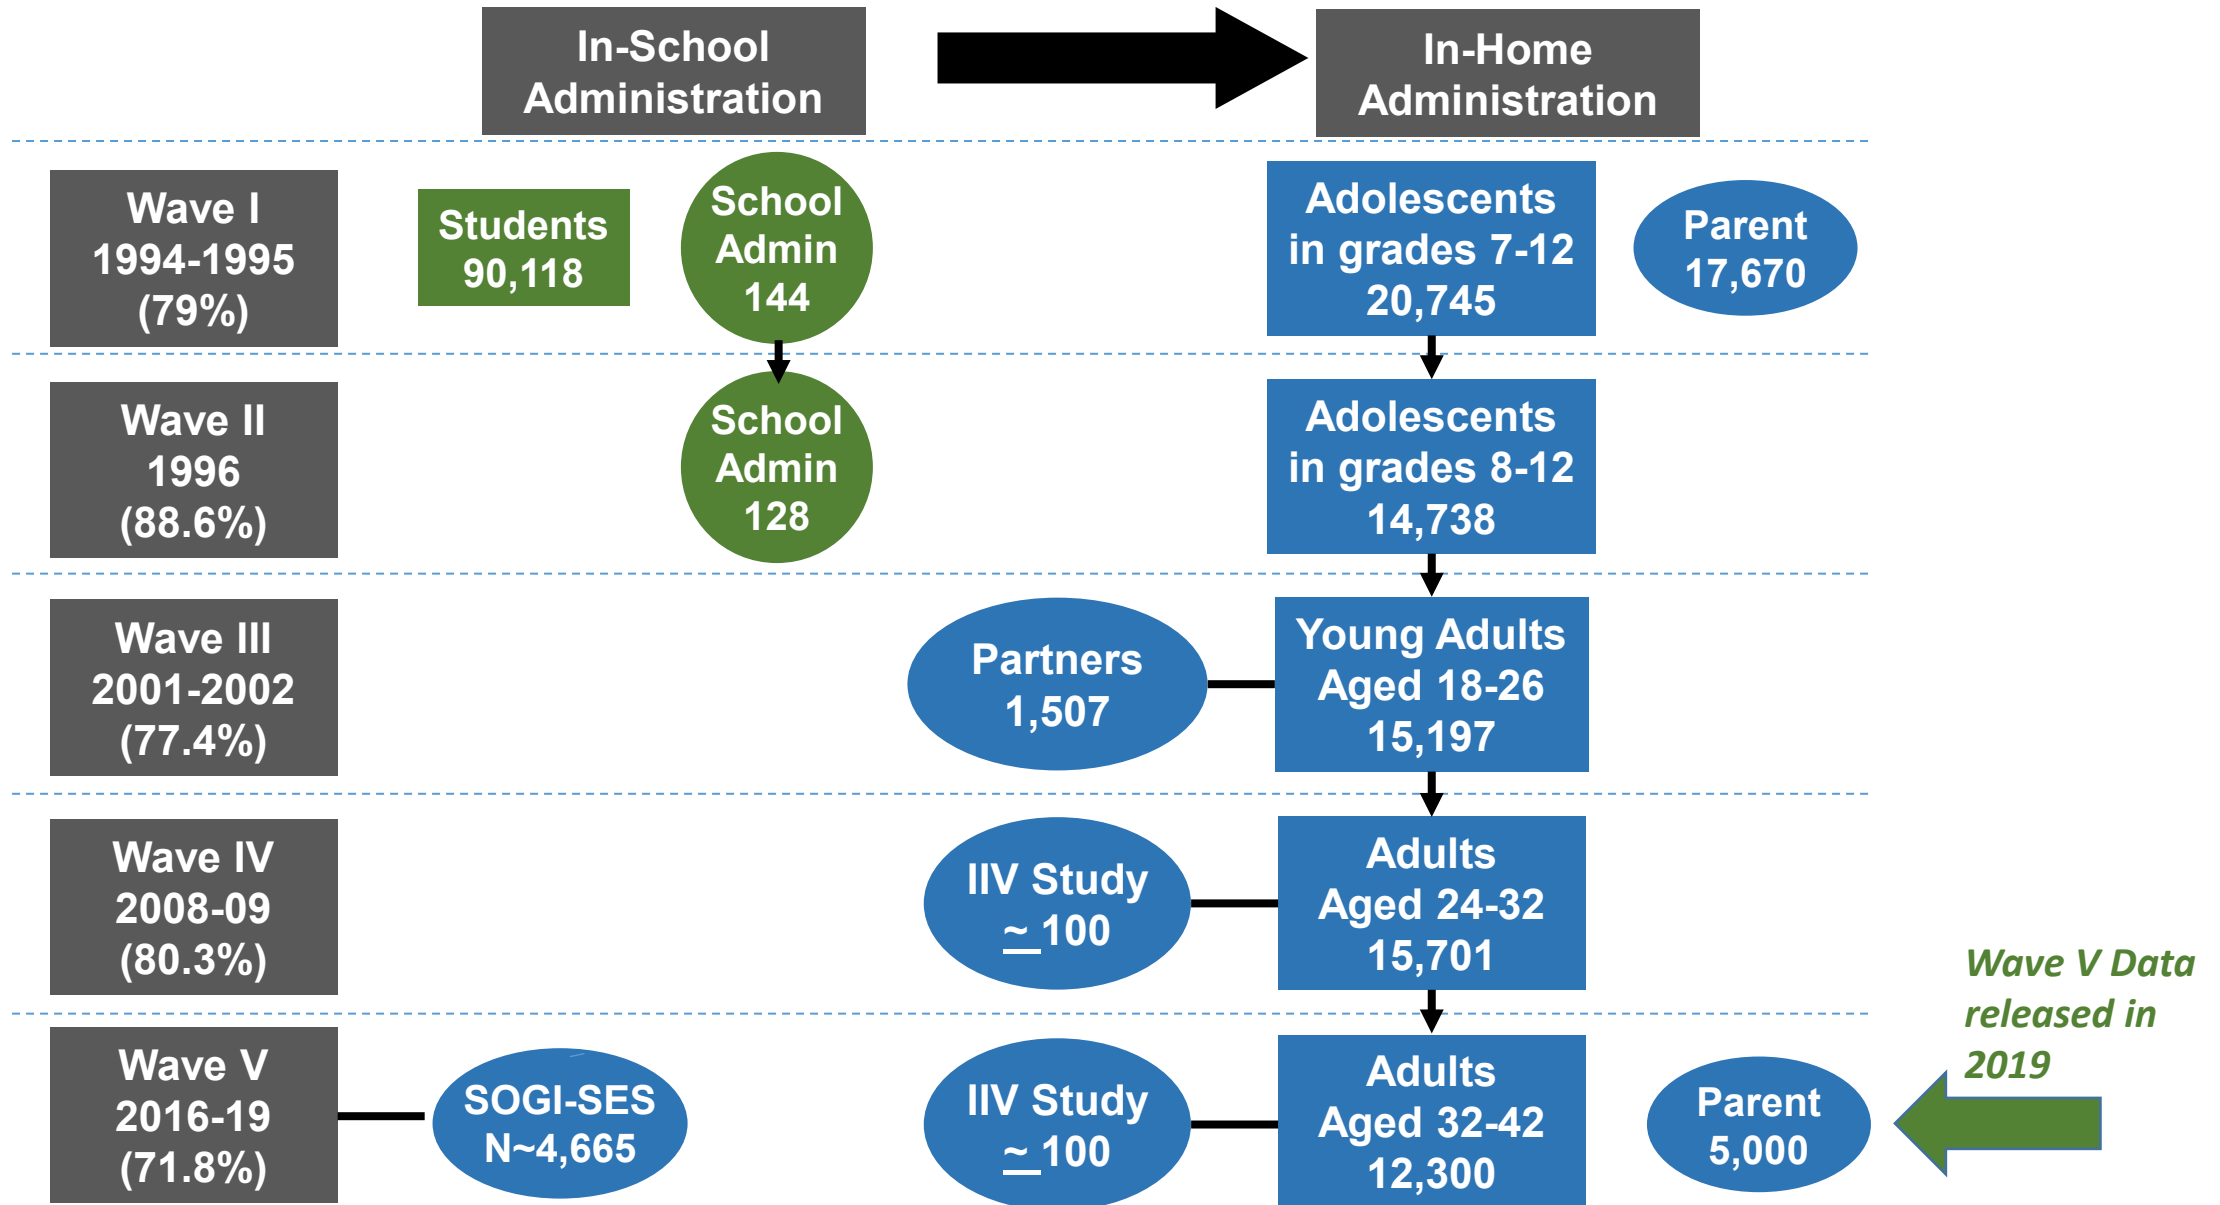 In-School
Administration
In-Home
Administration
Wave I
1994-1995
(79%)
Students
90,118
School
Admin
144
Adolescents
in grades 7-12
20,745
Parent
17,670
Wave II
1996
(88.6%)
School
Admin
128
Adolescents
in grades 8-12
14,738
Wave III
2001-2002
(77.4%)
Partners
1,507
Young Adults
Aged 18-26
15,197
Wave IV
2008-09
(80.3%)
IIV Study
~ 100
Adults
Aged 24-32
15,701
Wave V
2016-19
(71.8%)
SOGI-SES
N~4,665
IIV Study
~ 100
Adults
Aged 32-42
12,300
Parent
5,000
Wave V Data
released in
2019